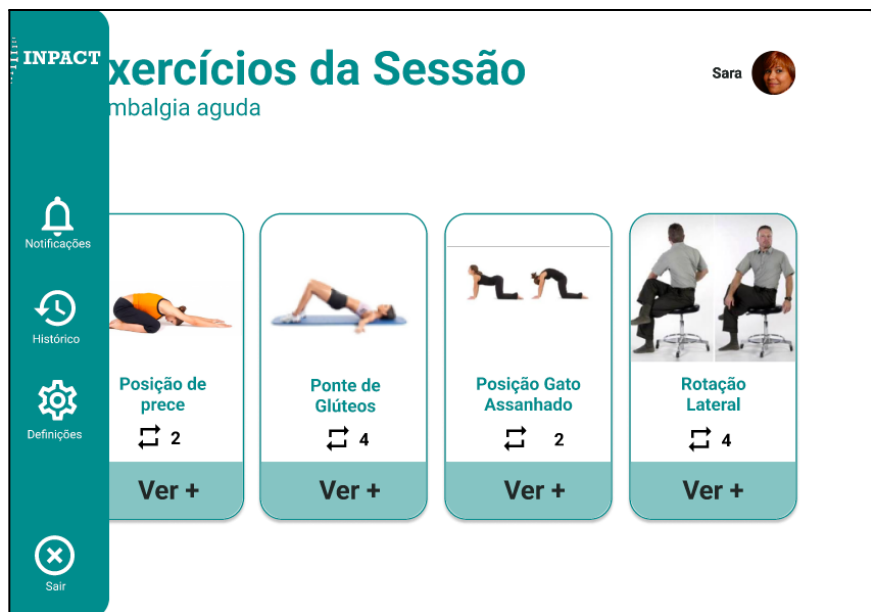 INPACT
xercícios da Sessão
mbalgia aguda
Sara
Notificações
Histórico
Definições
Sair
Posição de
prece
2
Ver +
Ponte de
Glúteos
4
Ver +
Posição Gato
Assanhado
2
Ver +
Rotação
Lateral
4
Ver +